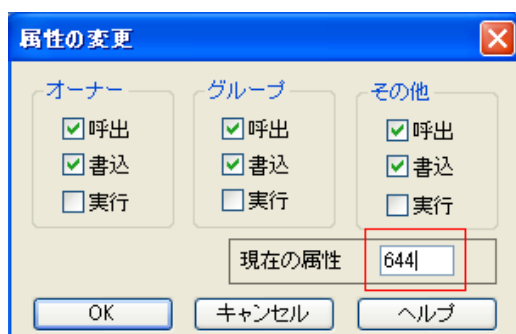 属性の変更
オーナー グループ その他
呼出 呼出 呼出
書込 書込 書込
実行 実行 実行
現在の属性 644
OK キャンセル ヘルプ